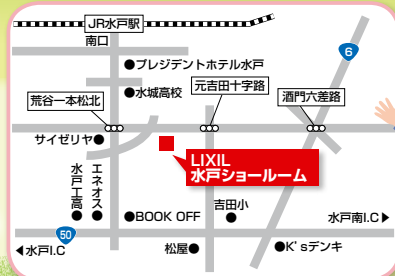 JR水戸駅
南口
6
●プレジデントホテル水戸
荒谷一本松北
●水城高校
元吉田十字路
酒門六差路
サイゼリヤ●
LIXIL
水戸ショールーム
水戸工高●
エネオス●
●BOOK OFF
吉田小
●
水戸南I.C▶
50
◀水戸I.C
松屋●
●K'sデンキ